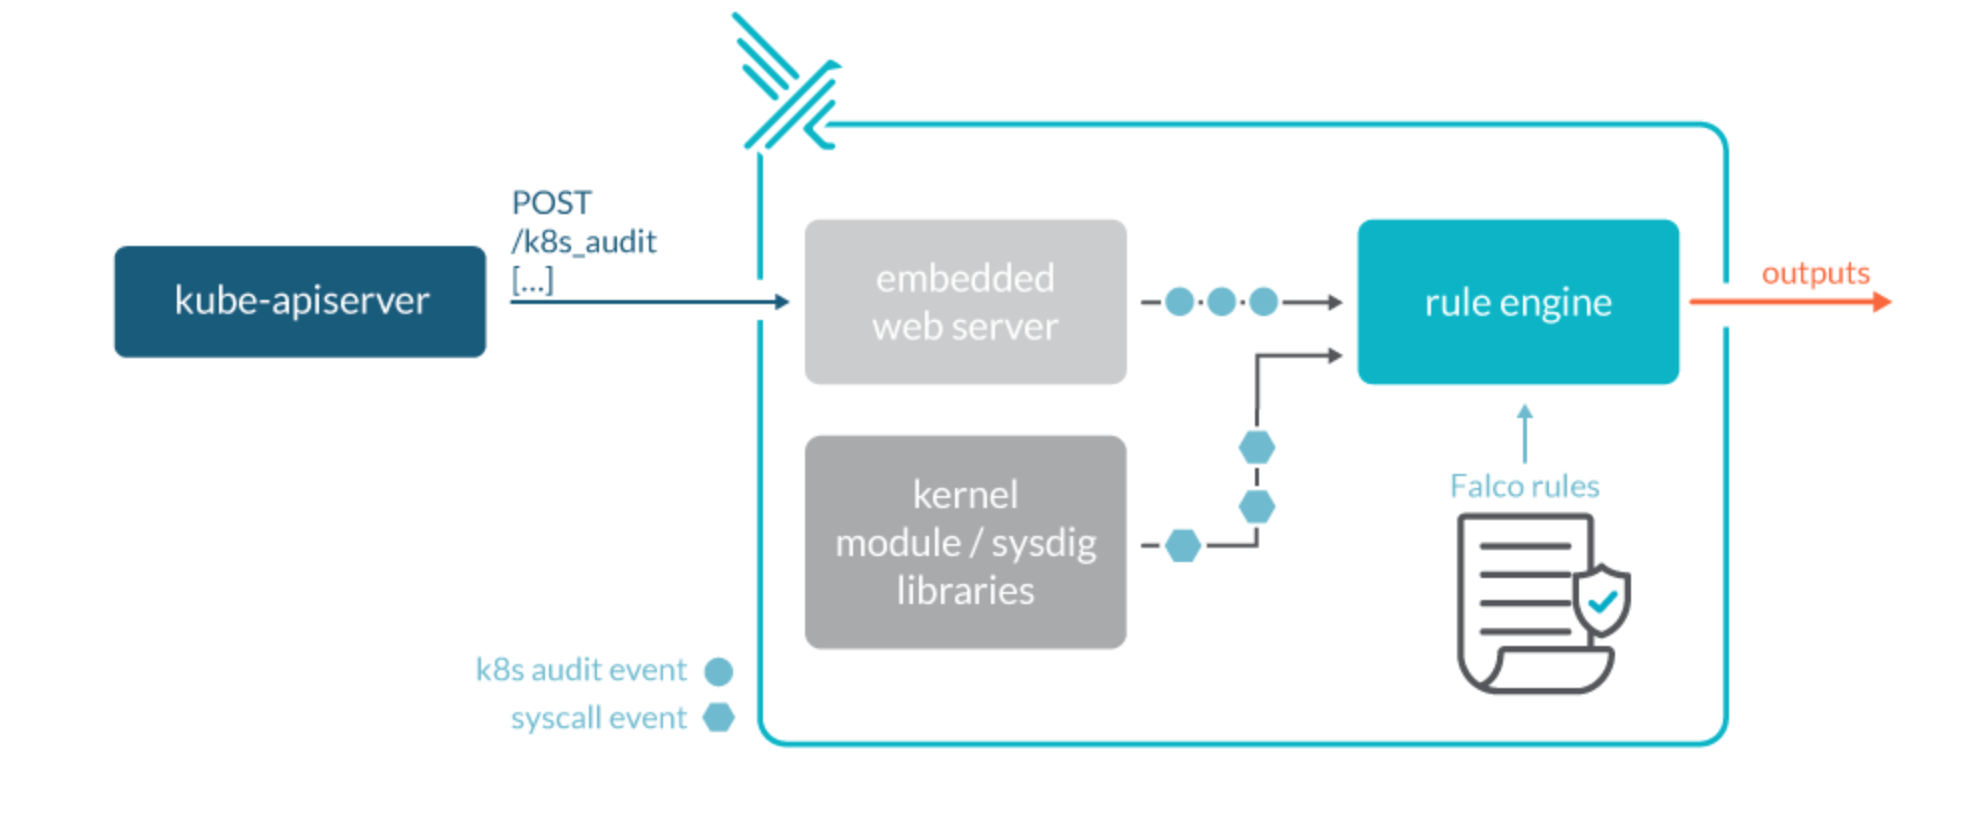 POST
/k8s_audit
[...]
kube-apiserver
embedded
web server
rule engine
outputs
kernel
module / sysdig
libraries
Falco rules
k8s audit event
syscall event